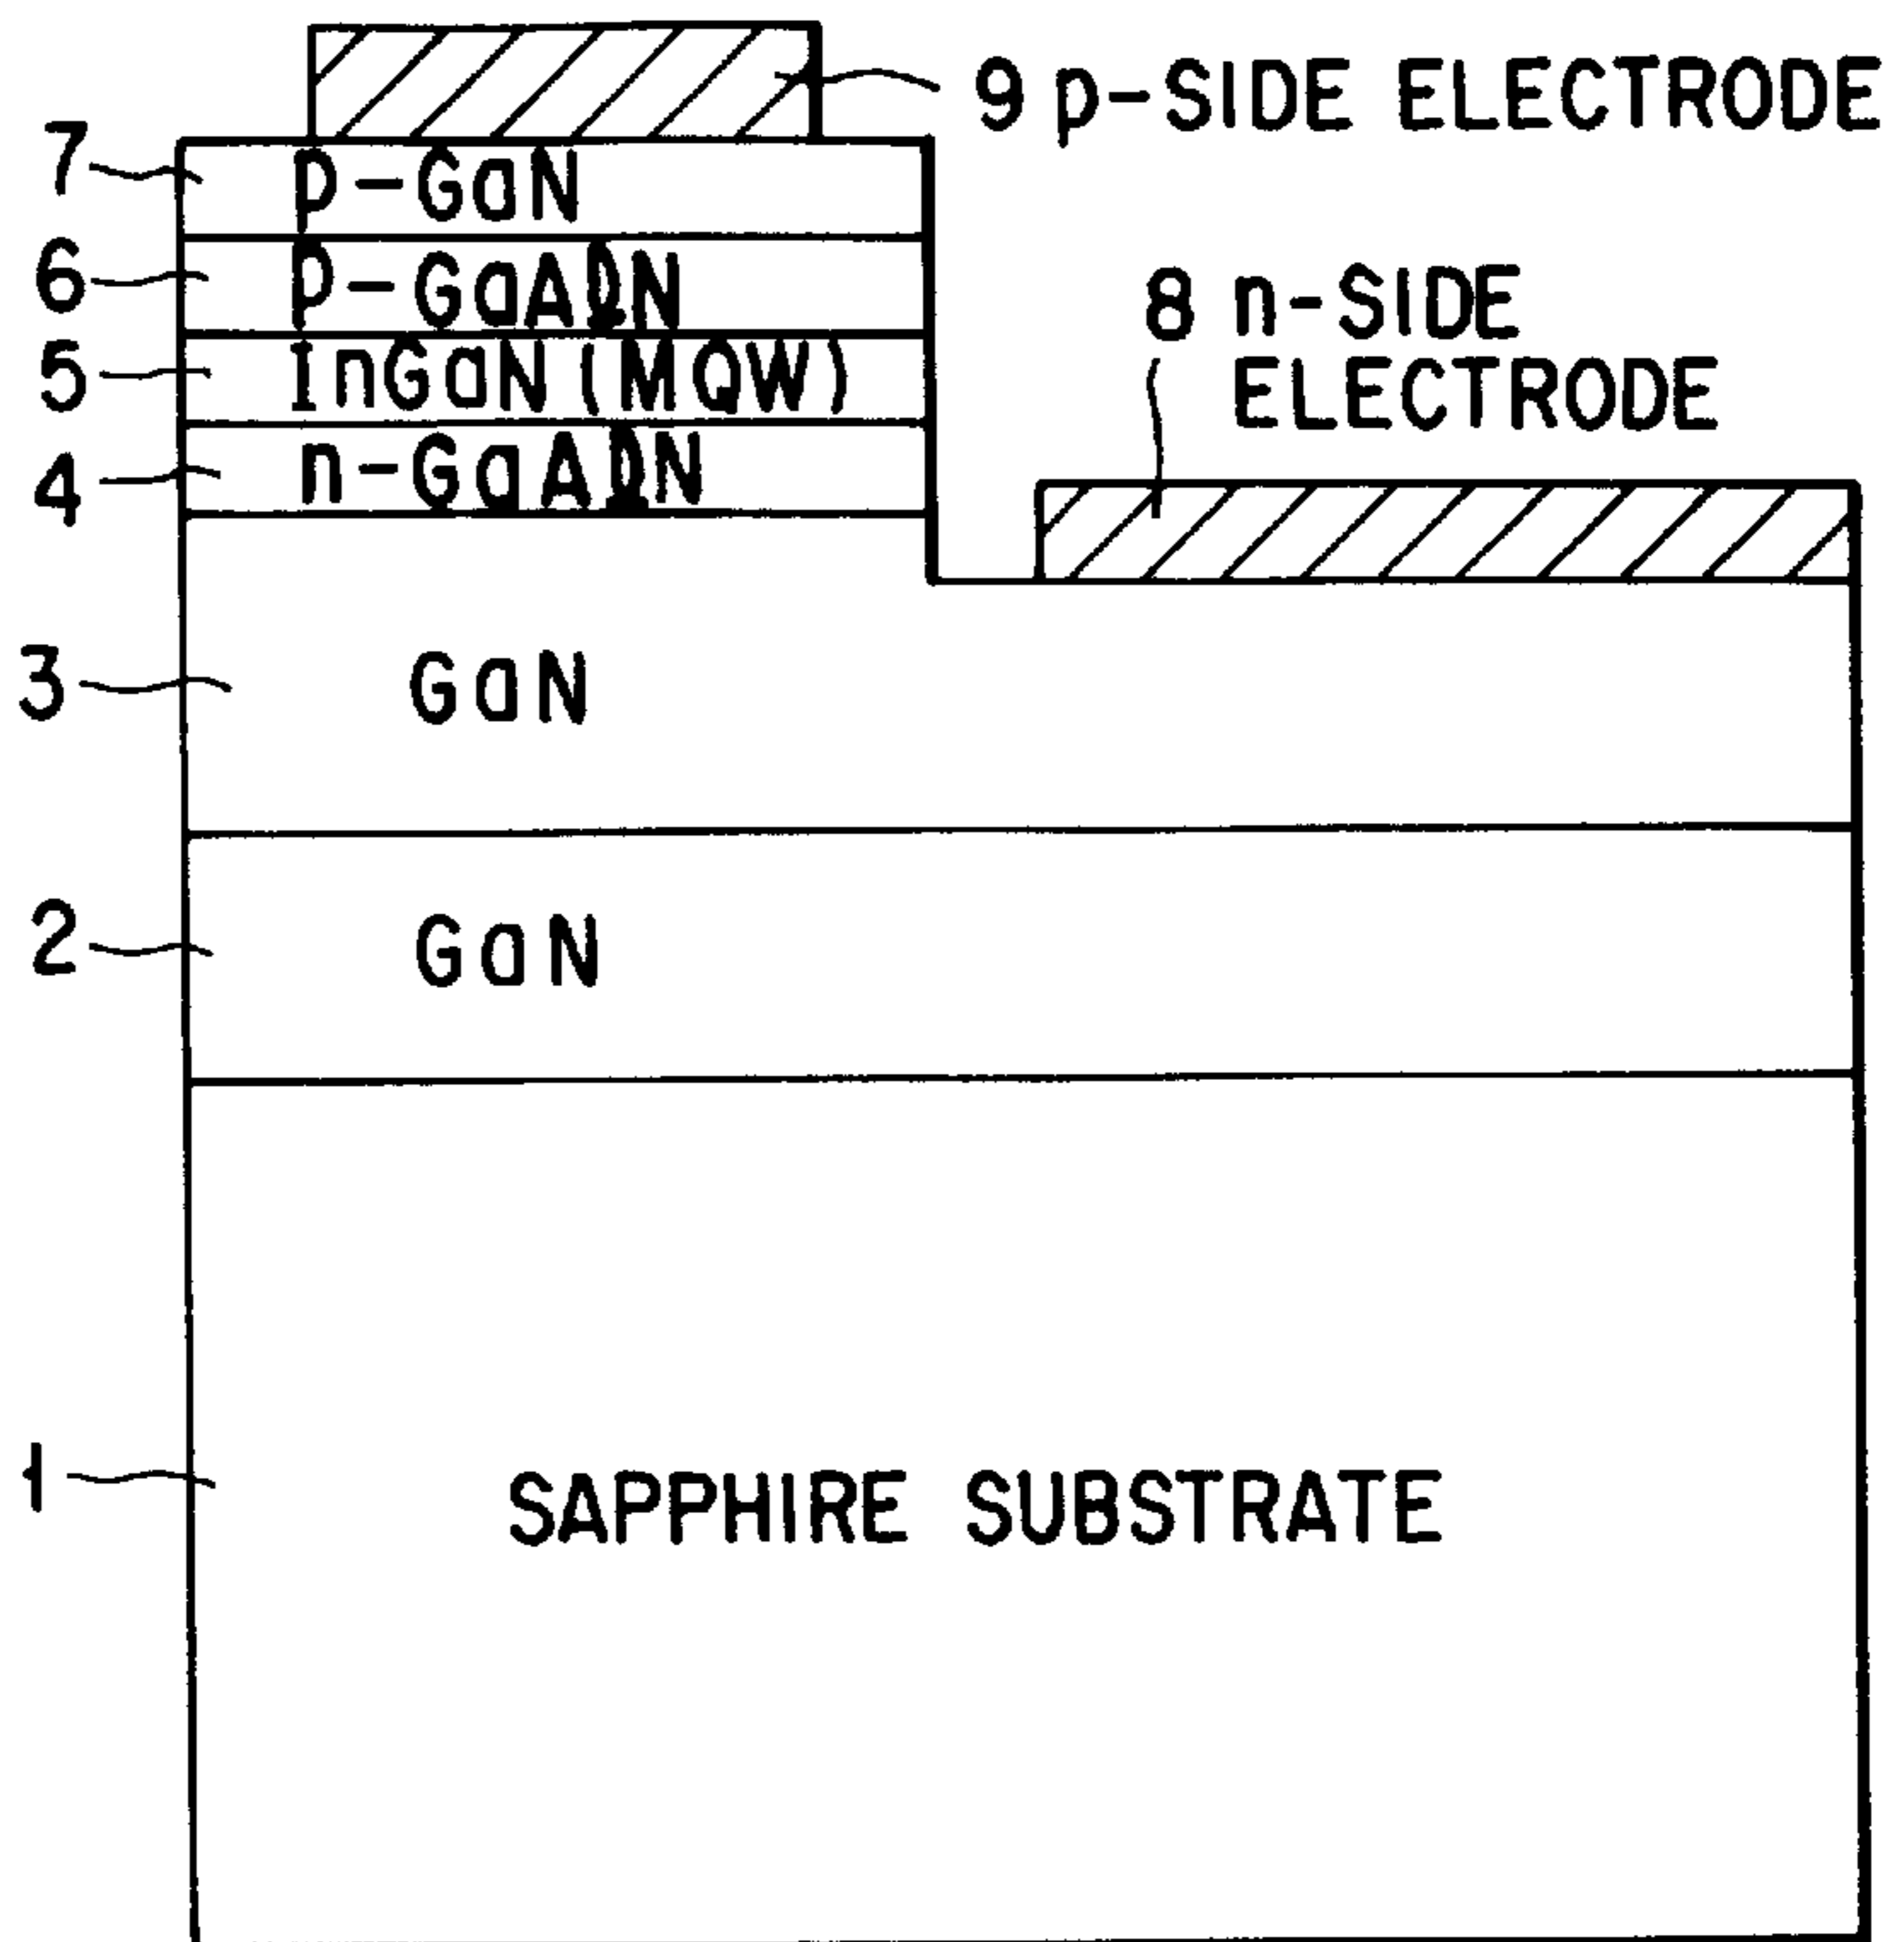 9 p-SIDE ELECTRODE
7 p-GaN
6 p-GaAlN
8 n-SIDE
ELECTRODE
5 InGaN (MQW)
4 n-GaAlN
3 GaN
2 GaN
1 SAPPHIRE SUBSTRATE